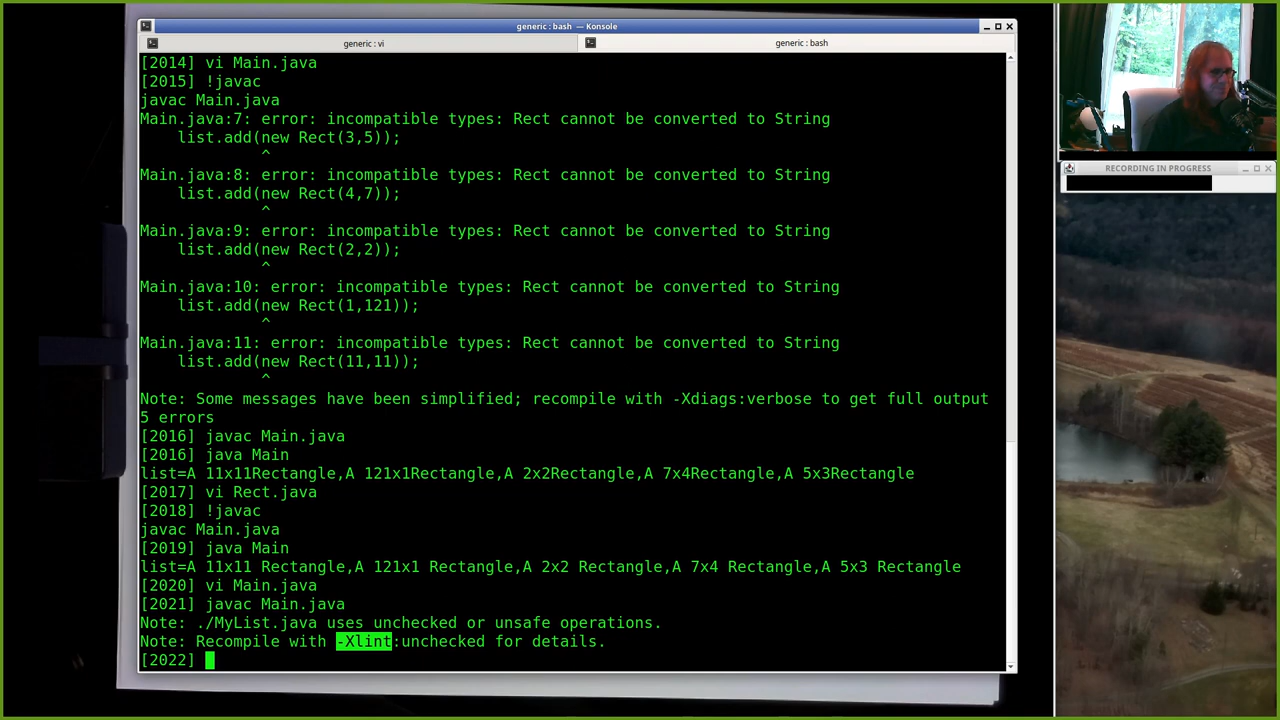 generic : bash — Konsole
generic : vi
generic : bash
[2014] vi Main.java
[2015] !javac
javac Main.java
Main.java:7: error: incompatible types: Rect cannot be converted to String
    list.add(new Rect(3,5));
             ^
Main.java:8: error: incompatible types: Rect cannot be converted to String
    list.add(new Rect(4,7));
             ^
Main.java:9: error: incompatible types: Rect cannot be converted to String
    list.add(new Rect(2,2));
             ^
Main.java:10: error: incompatible types: Rect cannot be converted to String
    list.add(new Rect(1,121));
             ^
Main.java:11: error: incompatible types: Rect cannot be converted to String
    list.add(new Rect(11,11));
             ^
Note: Some messages have been simplified; recompile with -Xdiags:verbose to get full output
5 errors
[2016] javac Main.java
[2016] java Main
list=A 11x11Rectangle,A 121x1Rectangle,A 2x2Rectangle,A 7x4Rectangle,A 5x3Rectangle
[2017] vi Rect.java
[2018] !javac
javac Main.java
[2019] java Main
list=A 11x11 Rectangle,A 121x1 Rectangle,A 2x2 Rectangle,A 7x4 Rectangle,A 5x3 Rectangle
[2020] vi Main.java
[2021] javac Main.java
Note: ./MyList.java uses unchecked or unsafe operations.
Note: Recompile with -Xlint:unchecked for details.
[2022]
RECORDING IN PROGRESS